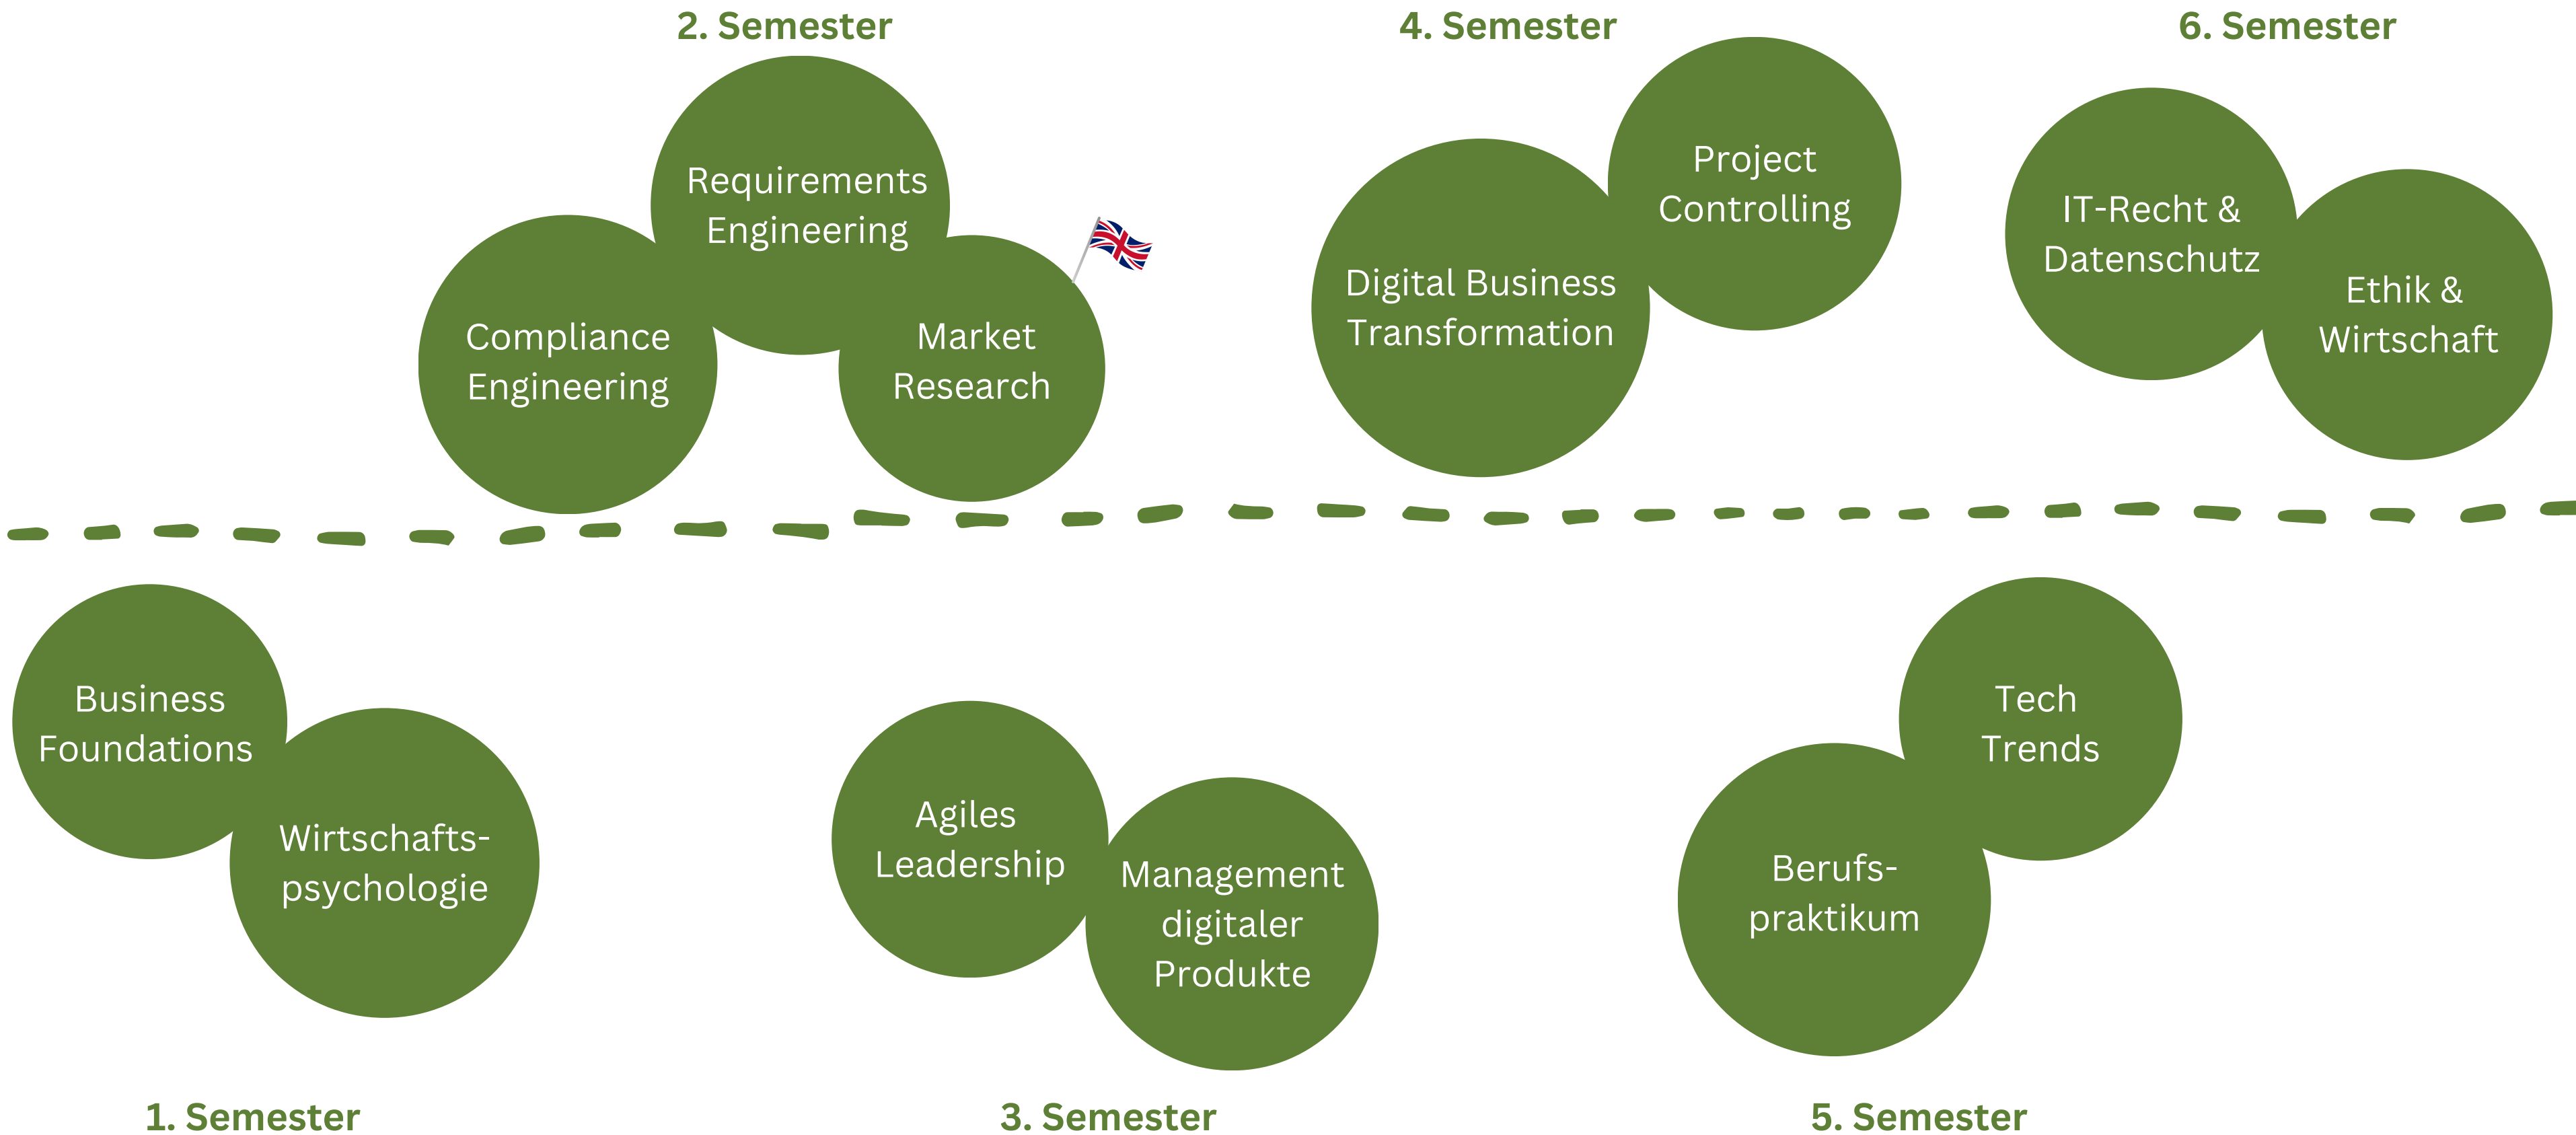 2. Semester
Requirements
Engineering
Compliance
Engineering
Market
Research
4. Semester
Project
Controlling
Digital Business
Transformation
6. Semester
IT-Recht &
Datenschutz
Ethik &
Wirtschaft
Business
Foundations
Wirtschafts-
psychologie
1. Semester
Agiles
Leadership
Management
digitaler
Produkte
3. Semester
Tech
Trends
Berufs-
praktikum
5. Semester